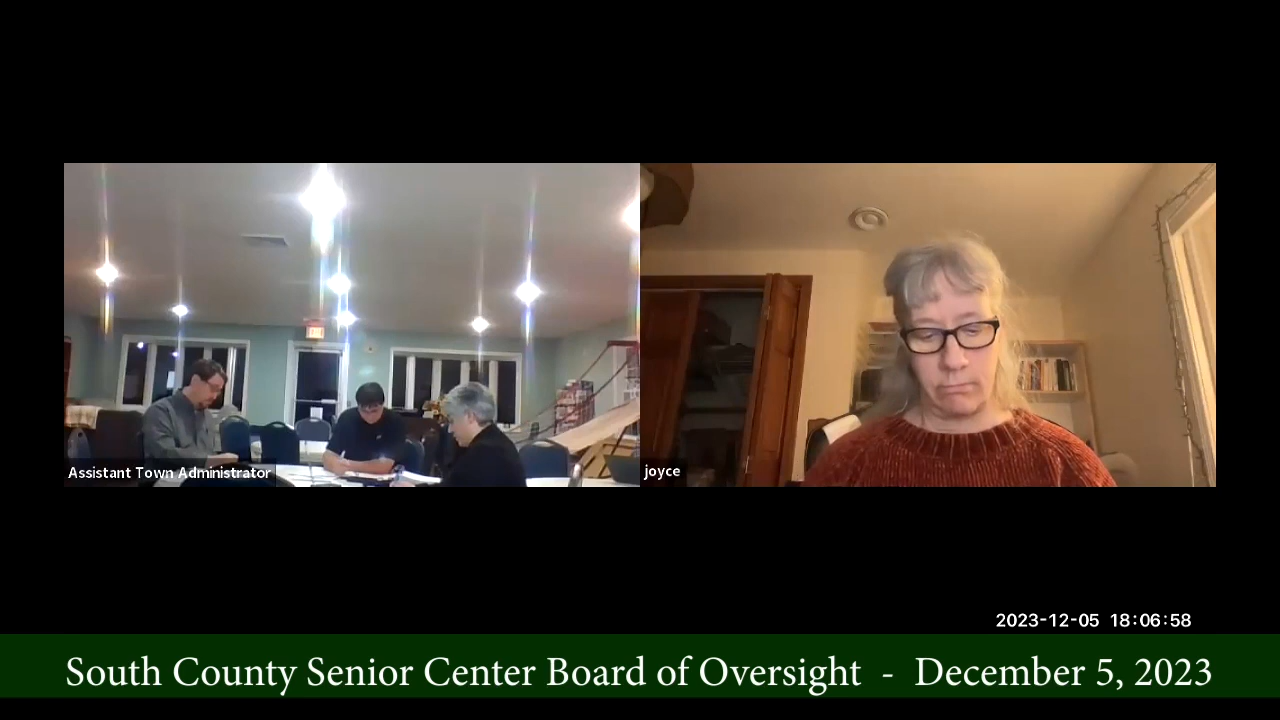 Assistant Town Administrator
joyce
2023-12-05 18:06:58
South County Senior Center Board of Oversight - December 5, 2023